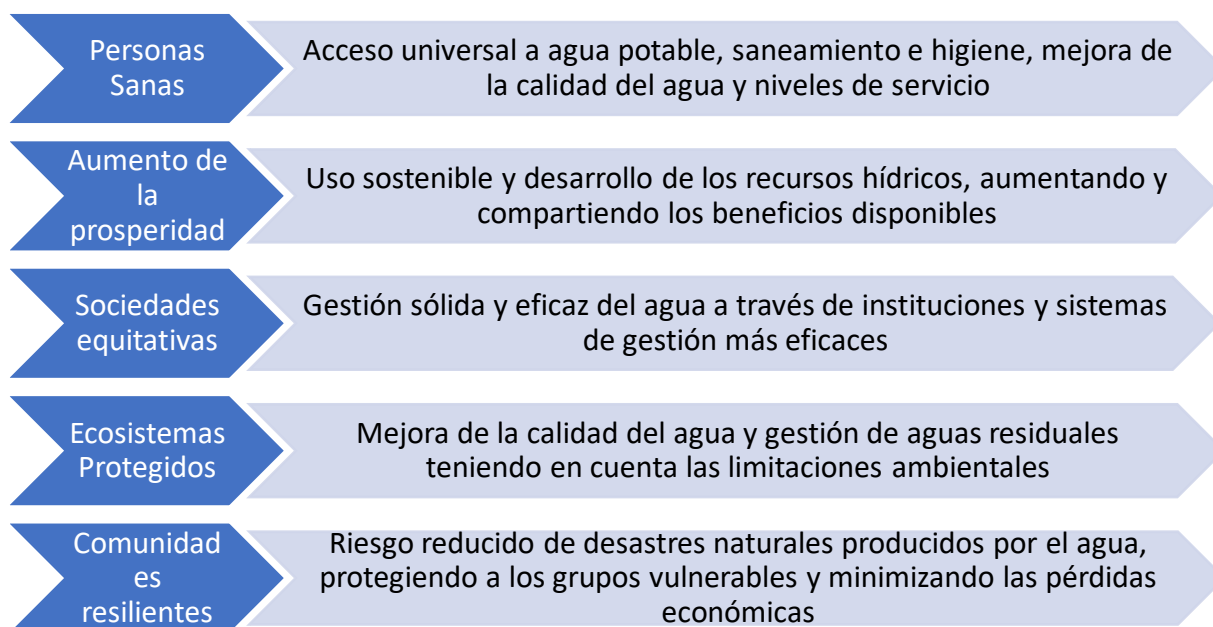 Personas
Sanas
Acceso universal a agua potable, saneamiento e higiene, mejora de
la calidad del agua y niveles de servicio
Aumento de
la
prosperidad
Uso sostenible y desarrollo de los recursos hídricos, aumentando y
compartiendo los beneficios disponibles
Sociedades
equitativas
Gestión sólida y eficaz del agua a través de instituciones y sistemas
de gestión más eficaces
Ecosistemas
Protegidos
Mejora de la calidad del agua y gestión de aguas residuales
teniendo en cuenta las limitaciones ambientales
Comunidad
es
resilientes
Riesgo reducido de desastres naturales producidos por el agua,
protegiendo a los grupos vulnerables y minimizando las pérdidas
económicas